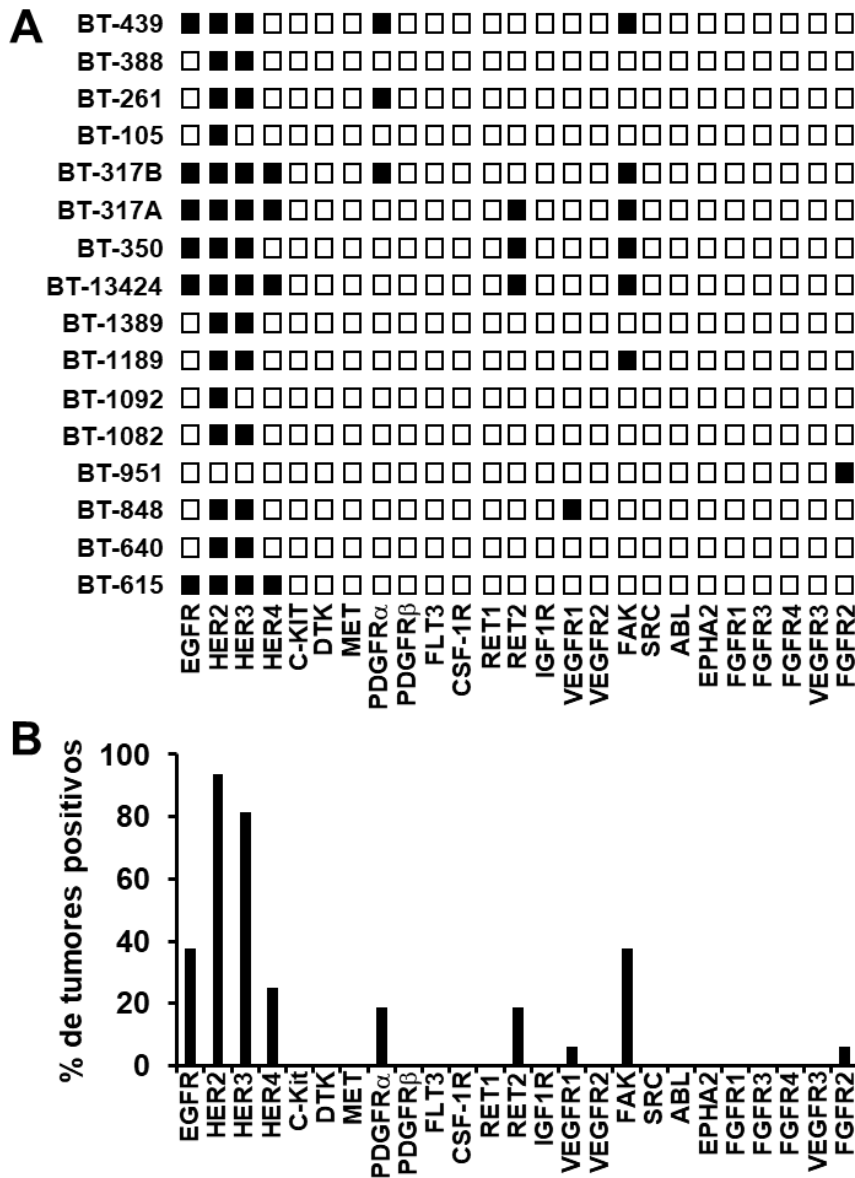 A
BT-439
BT-388
BT-261
BT-105
BT-317B
BT-317A
BT-350
BT-13424
BT-1389
BT-1189
BT-1092
BT-1082
BT-951
BT-848
BT-640
BT-615
EGFR
HER2
HER3
HER4
C-KIT
DTK
MET
PDGFRα
PDGFRβ
FLT3
CSF-1R
RET1
RET2
IGF1R
VEGFR1
VEGFR2
FAK
SRC
ABL
EPHA2
FGFR1
FGFR3
FGFR4
VEGFR3
FGFR2
B
% de tumores positivos
100
80
60
40
20
0
EGFR
HER2
HER3
HER4
C-Kit
DTK
MET
PDGFRα
PDGFRβ
FLT3
CSF-1R
RET1
RET2
IGF1R
VEGFR1
VEGFR2
FAK
SRC
ABL
EPHA2
FGFR1
FGFR3
FGFR4
VEGFR3
FGFR2